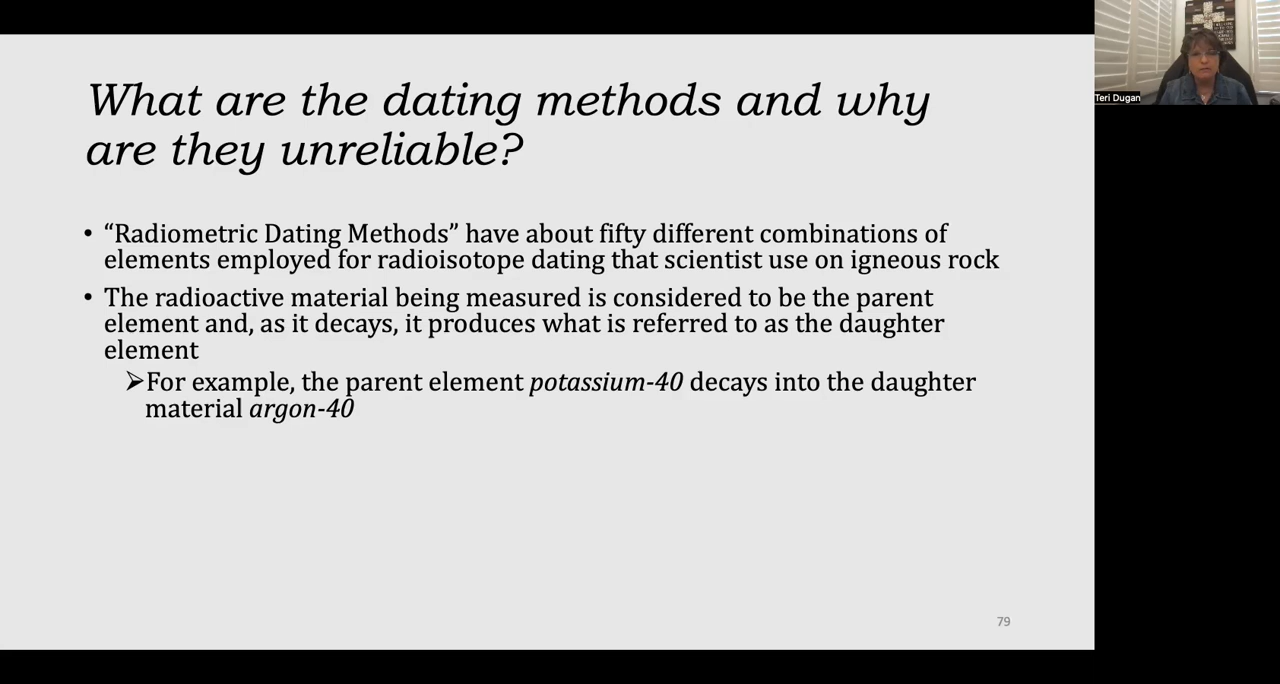 What are the dating methods and why
are they unreliable?
• “Radiometric Dating Methods” have about fifty different combinations of
elements employed for radioisotope dating that scientist use on igneous rock
• The radioactive material being measured is considered to be the parent
element and, as it decays, it produces what is referred to as the daughter
element
➢For example, the parent element potassium-40 decays into the daughter
material argon-40
79
Teri Dugan